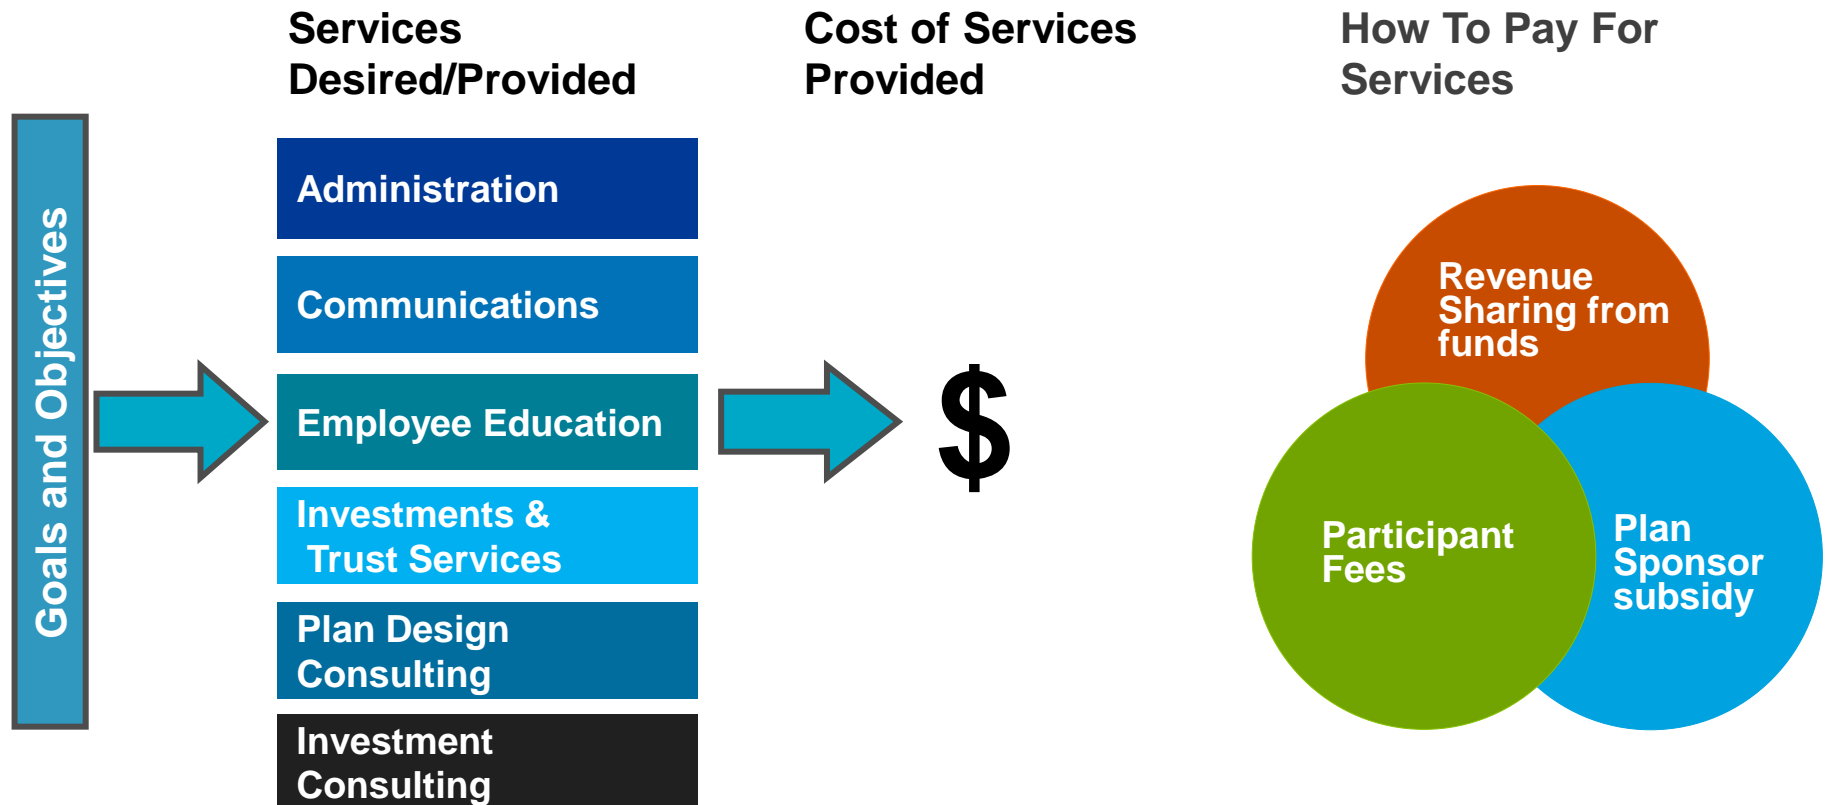 Services
Desired/Provided
Cost of Services
Provided
How To Pay For
Services
Goals and Objectives
Administration
Communications
Employee Education
Investments &
Trust Services
Plan Design
Consulting
Investment
Consulting
$
Revenue
Sharing from
funds
Participant
Fees
Plan
Sponsor
subsidy